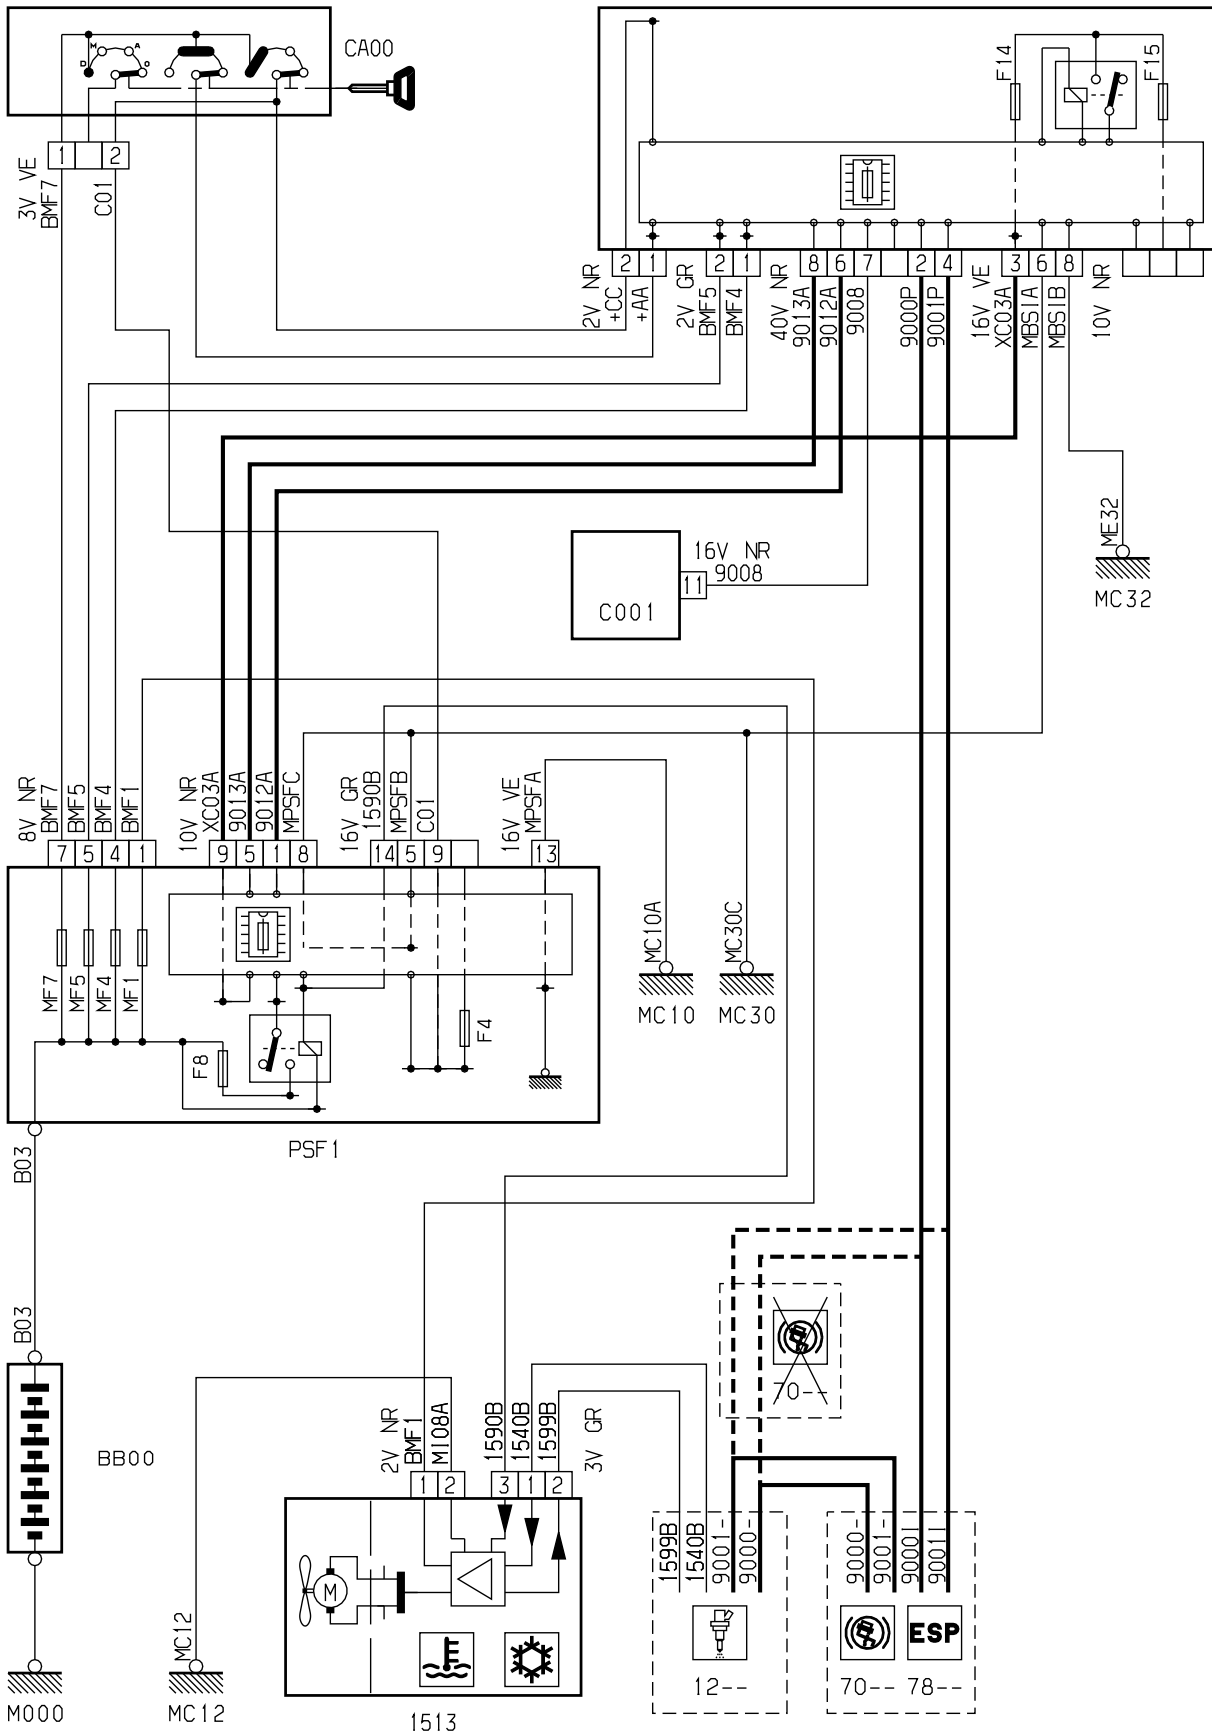 CA00
M
A
D
O
F14
F15
1
2
3V VE
BMF7
C01
2
1
2
1
8
6
7
2
4
3
6
8
2V NR
+CC
+AA
2V GR
BMF5
BMF4
40V NR
9013A
9012A
9008
9000P
9001P
16V VE
XC03A
MBSIA
MBSIB
10V NR
ME32
MC32
16V NR
9008
11
C001
8V NR
BMF7
BMF5
BMF4
BMF1
10V NR
XC03A
9013A
9012A
MPSFC
16V GR
1590B
MPSFB
C01
16V VE
MPSFA
7
5
4
1
9
5
1
8
14
5
9
13
MC10A
MC30C
MC10
MC30
MF7
MF5
MF4
MF1
F8
F4
PSF1
B03
B03
70--
2V NR
BMF1
MI08A
1590B
1540B
1599B
3V GR
1
2
3
1
2
BB00
1599B
1540B
9001-
9000-
9000-
9001-
9000I
9001I
M
ESP
MC12
M000
MC12
1513
12--
70--
78--